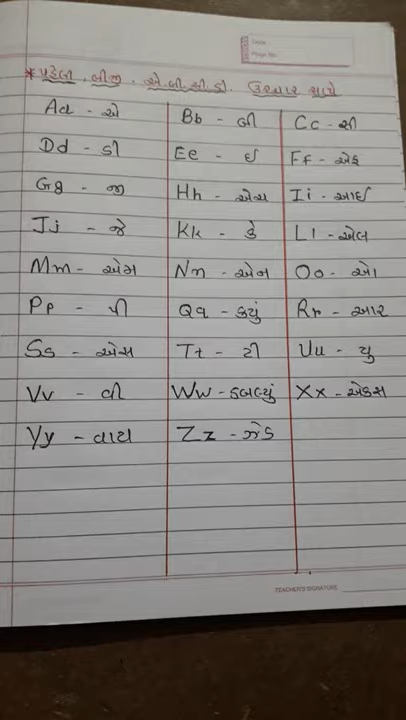 * પહેલી, બીજી, એ.બી.સી.ડી. ઉચ્ચાર સાથે
Aa - એ Bb - બી Cc - સી
Dd - ડી Ee - ઇ Ff - એફ
Gg - જી Hh - એચ Ii - આઇ
Jj - જે Kk - કે Ll - એલ
Mm - એમ Nn - એન Oo - ઓ
Pp - પી Qq - ક્યું Rr - આર
Ss - એસ Tt - ટી Uu - યુ
Vv - વી Ww - ડબલ્યું Xx - એક્સ
Yy - વાય Zz - ઝેડ
TEACHER'S SIGNATURE